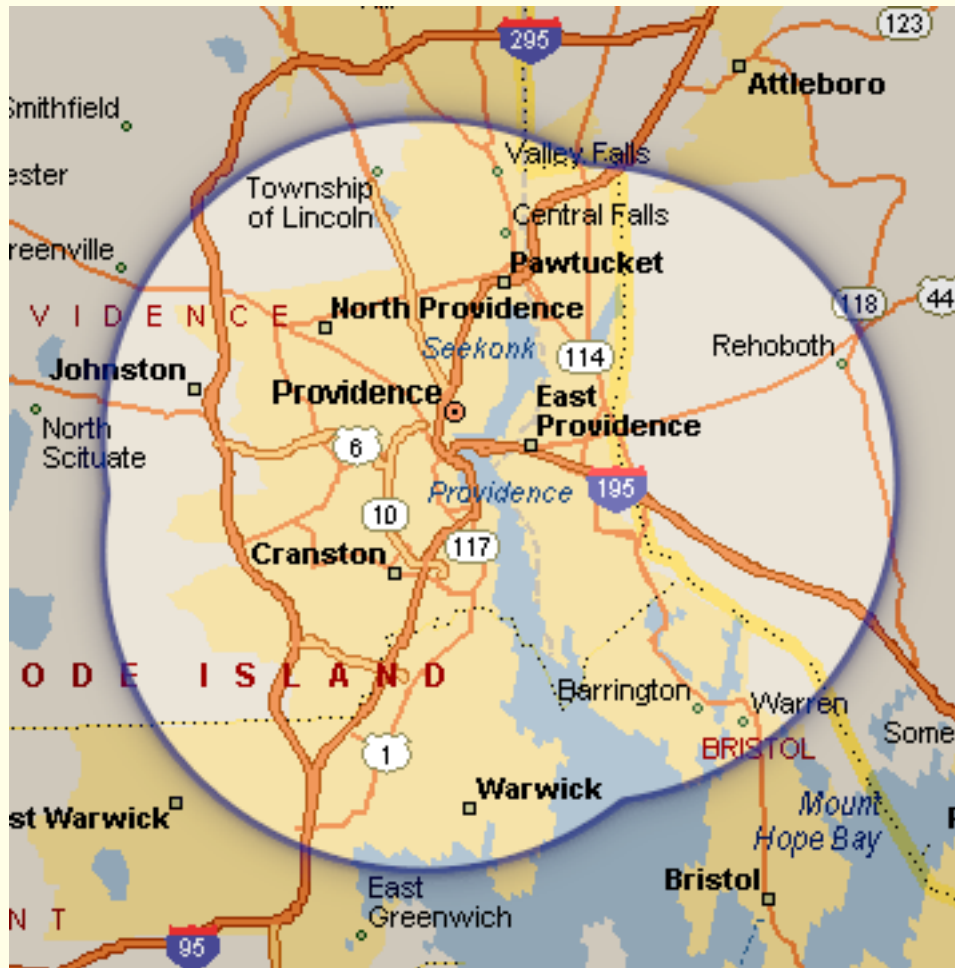 123
295
Attleboro
Smithfield
Valley Falls
ester
Township
of Lincoln
Central Falls
reenville
Pawtucket
44
118
V I D E N C E
North Providence
Seekonk
114
Rehoboth
Johnston
Providence
East
Providence
North
Scituate
6
Providence
195
10
117
Cranston
O D E I S L A N D
Barrington
Warren
Some
BRISTOL
1
Warwick
st Warwick
Mount
Hope Bay
Bristol
East
Greenwich
N T
95